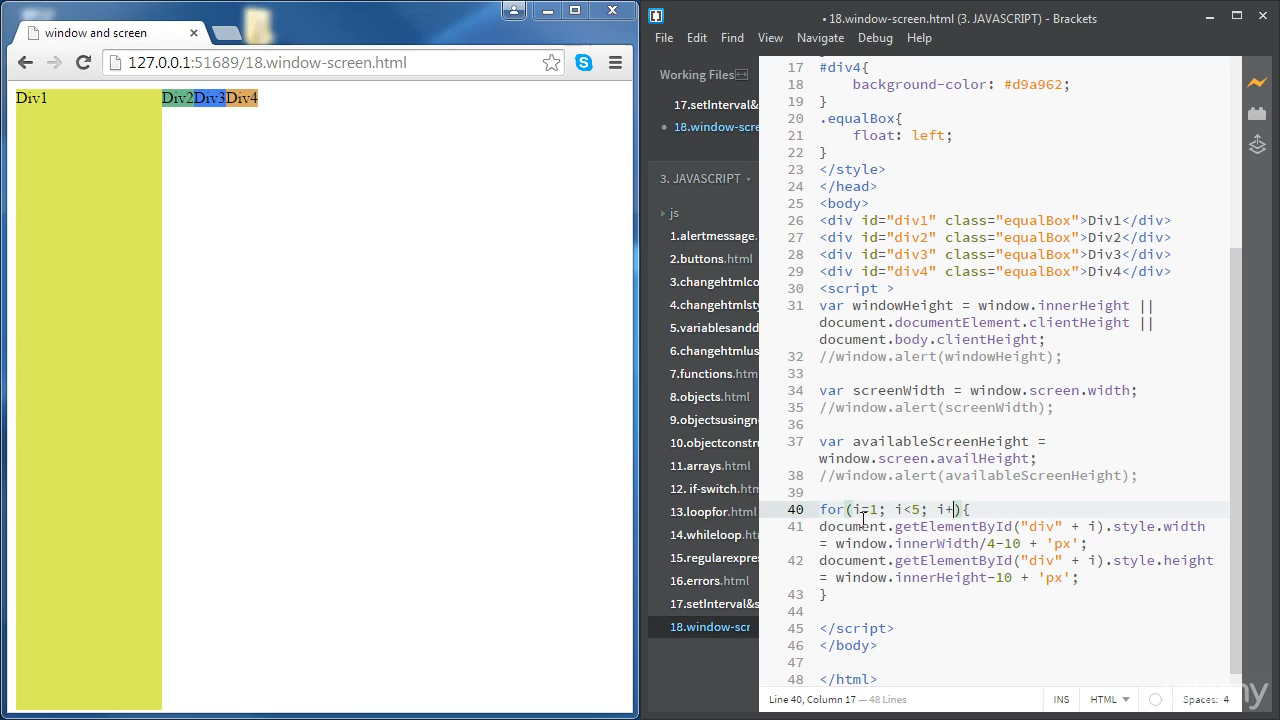 window and screen
127.0.0.1:51689/18.window-screen.html
Div1
Div2
Div3
Div4
• 18.window-screen.html (3. JAVASCRIPT) - Brackets
File Edit Find View Navigate Debug Help
Working Files
17.setInterval&
18.window-scre
3. JAVASCRIPT
js
1.alertmessage.
2.buttons.html
3.changehtmlco
4.changehtmlsty
5.variablesandd
6.changehtmlus
7.functions.htm
8.objects.html
9.objectsusingne
10.objectconstru
11.arrays.html
12. if-switch.htm
13.loopfor.html
14.whileloop.html
15.regularexpres
16.errors.html
17.setInterval&s
18.window-scr
17 #div4{
18 background-color: #d9a962;
19 }
20 .equalBox{
21 float: left;
22 }
23 </style>
24 </head>
25 <body>
26 <div id="div1" class="equalBox">Div1</div>
27 <div id="div2" class="equalBox">Div2</div>
28 <div id="div3" class="equalBox">Div3</div>
29 <div id="div4" class="equalBox">Div4</div>
30 <script >
31 var windowHeight = window.innerHeight ||
document.documentElement.clientHeight ||
document.body.clientHeight;
32 //window.alert(windowHeight);
33
34 var screenWidth = window.screen.width;
35 //window.alert(screenWidth);
36
37 var availableScreenHeight =
window.screen.availHeight;
38 //window.alert(availableScreenHeight);
39
40 for(i=1; i<5; i+){
41 document.getElementById("div" + i).style.width
= window.innerWidth/4-10 + 'px';
42 document.getElementById("div" + i).style.height
= window.innerHeight-10 + 'px';
43 }
44
45 </script>
46 </body>
47
48 </html>
Line 40, Column 17 — 48 Lines
INS HTML Spaces: 4